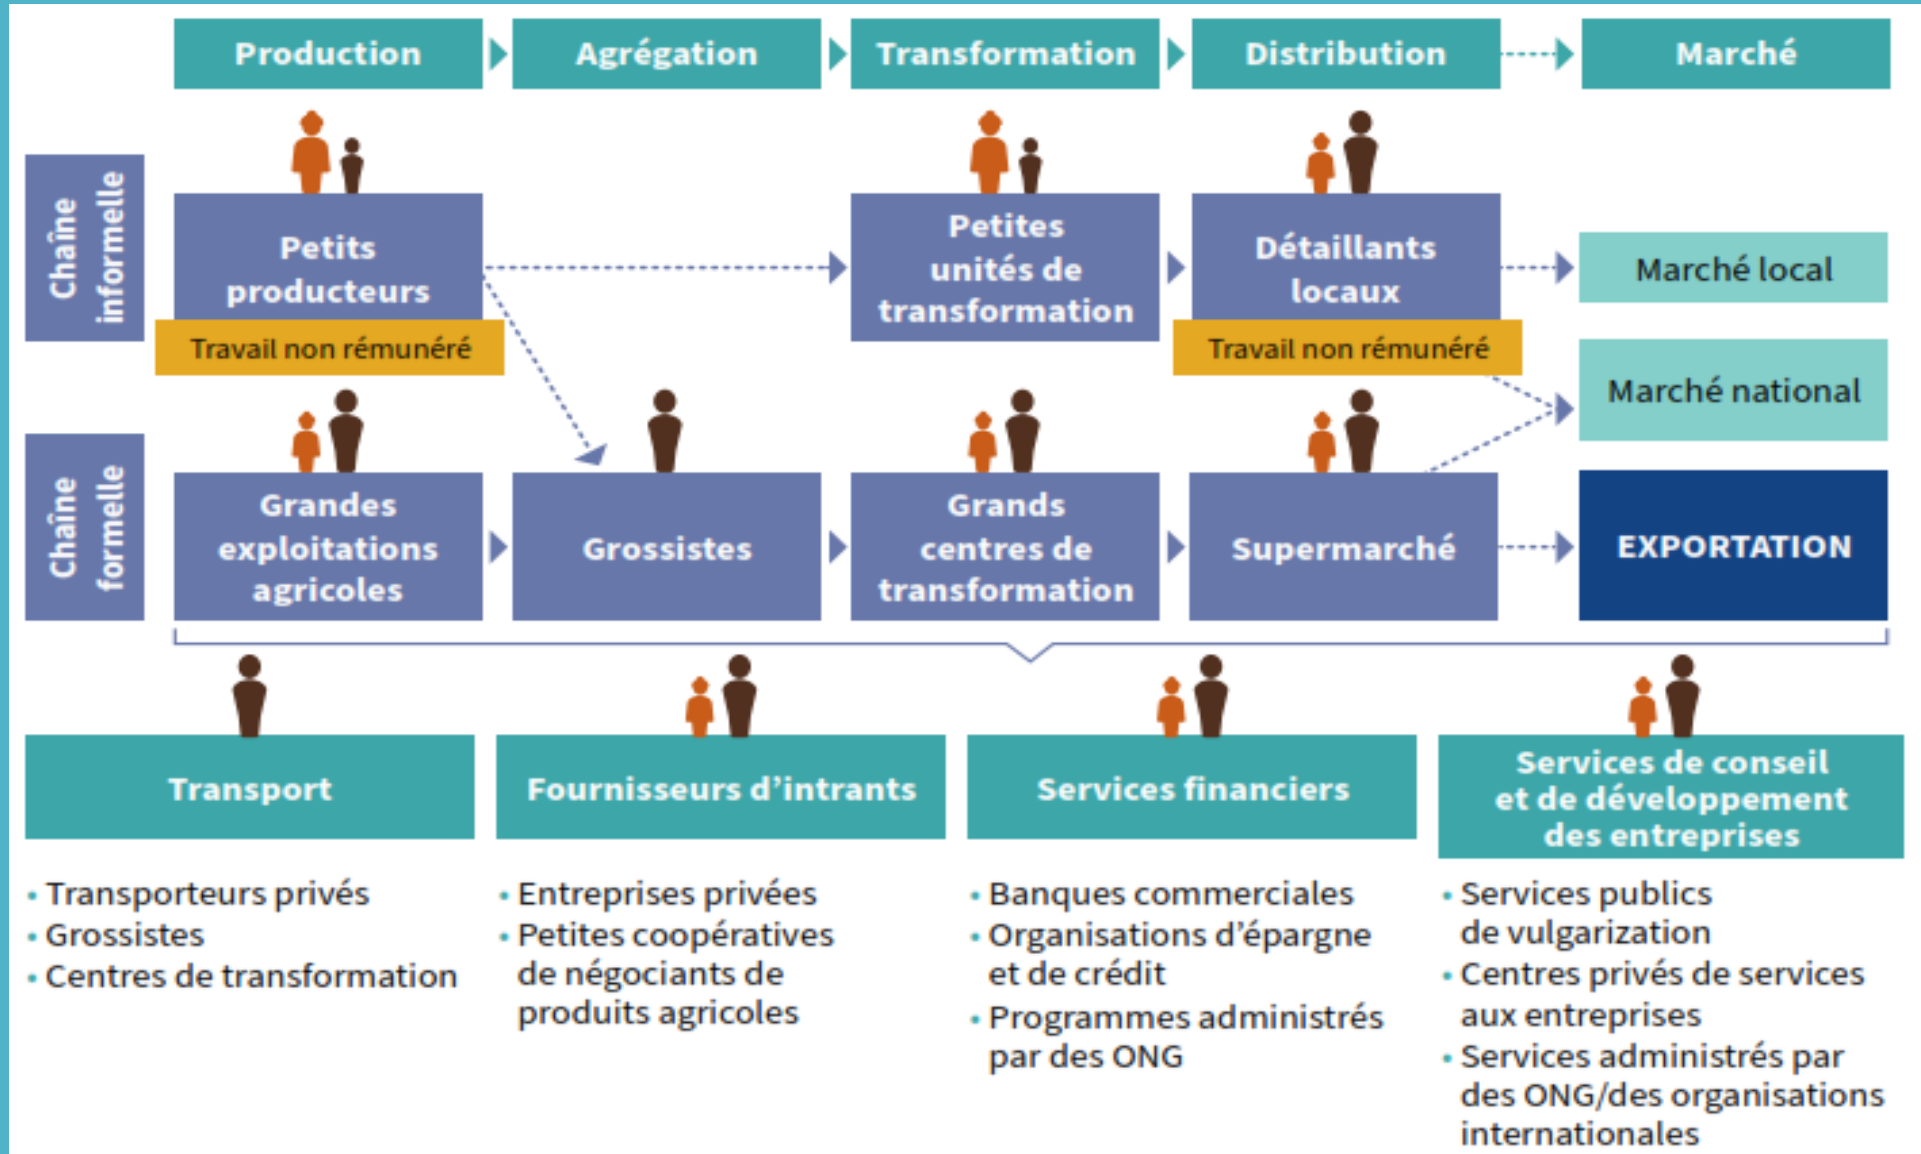 Production
Agrégation
Transformation
Distribution
Marché
Chaîne
informelle
Petits
producteurs
Travail non rémunéré
Petites
unités de
transformation
Détaillants
locaux
Travail non rémunéré
Marché local
Marché national
Chaîne
formelle
Grandes
exploitations
agricoles
Grossistes
Grands
centres de
transformation
Supermarché
EXPORTATION
Transport
• Transporteurs privés
• Grossistes
• Centres de transformation
Fournisseurs d’intrants
• Entreprises privées
• Petites coopératives
de négociants de
produits agricoles
Services financiers
• Banques commerciales
• Organisations d’épargne
et de crédit
• Programmes administrés
par des ONG
Services de conseil
et de développement
des entreprises
• Services publics
de vulgarization
• Centres privés de services
aux entreprises
• Services administrés par
des ONG/des organisations
internationales